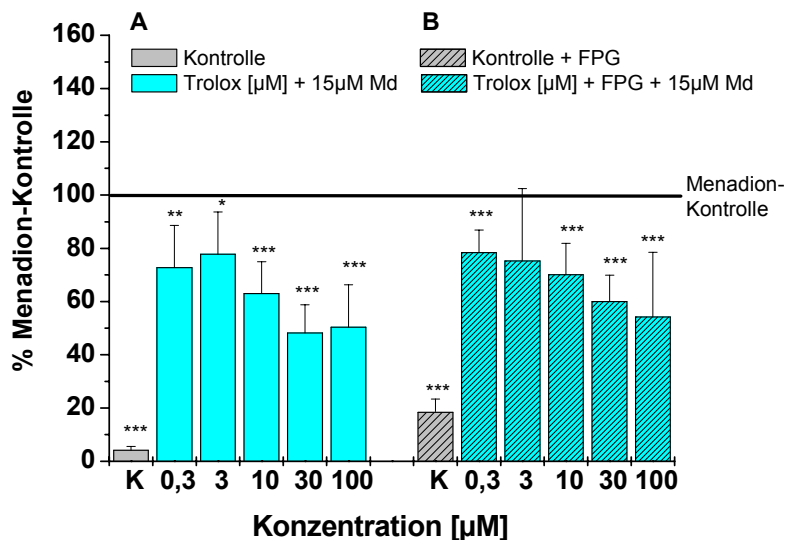 A B
Kontrolle
Trolox [µM] + 15µM Md
Kontrolle + FPG
Trolox [µM] + FPG + 15µM Md
% Menadion-Kontrolle
160
140
120
100
80
60
40
20
0
Menadion-
Kontrolle
*** ** * *** *** ***
*** *** *** *** ***
K 0,3 3 10 30 100 K 0,3 3 10 30 100
Konzentration [µM]